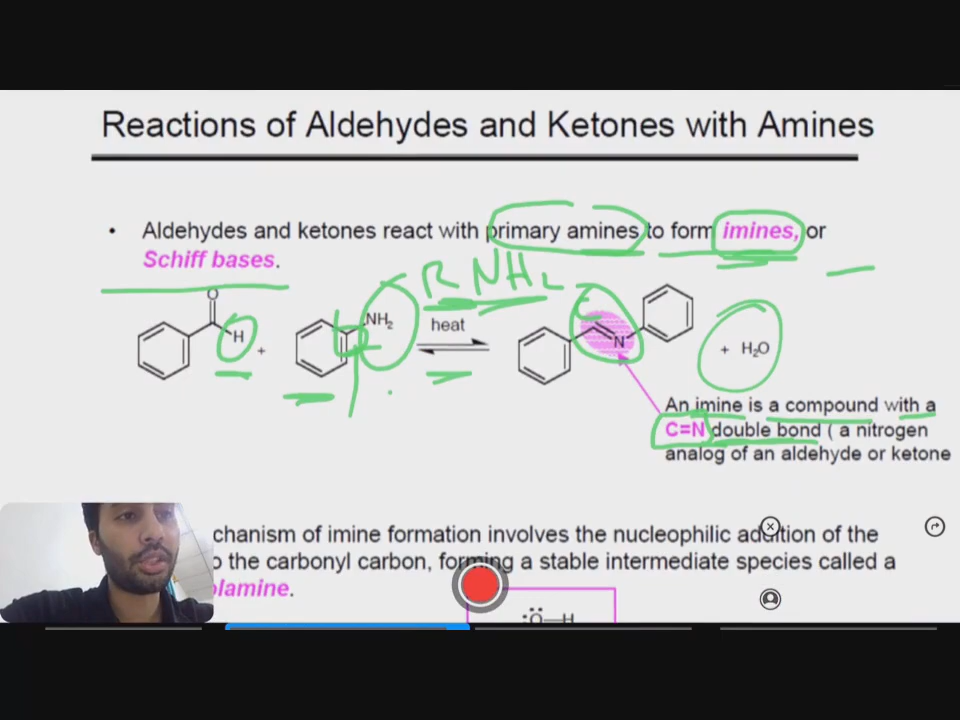 Reactions of Aldehydes and Ketones with Amines
• Aldehydes and ketones react with primary amines to form imines, or
Schiff bases.
R NH₂
O
H
+
NH₂
heat
N
+ H₂O
An imine is a compound with a
C=N double bond ( a nitrogen
analog of an aldehyde or ketone
chanism of imine formation involves the nucleophilic addition of the
o the carbonyl carbon, forming a stable intermediate species called a
lamine.
:Ö—H